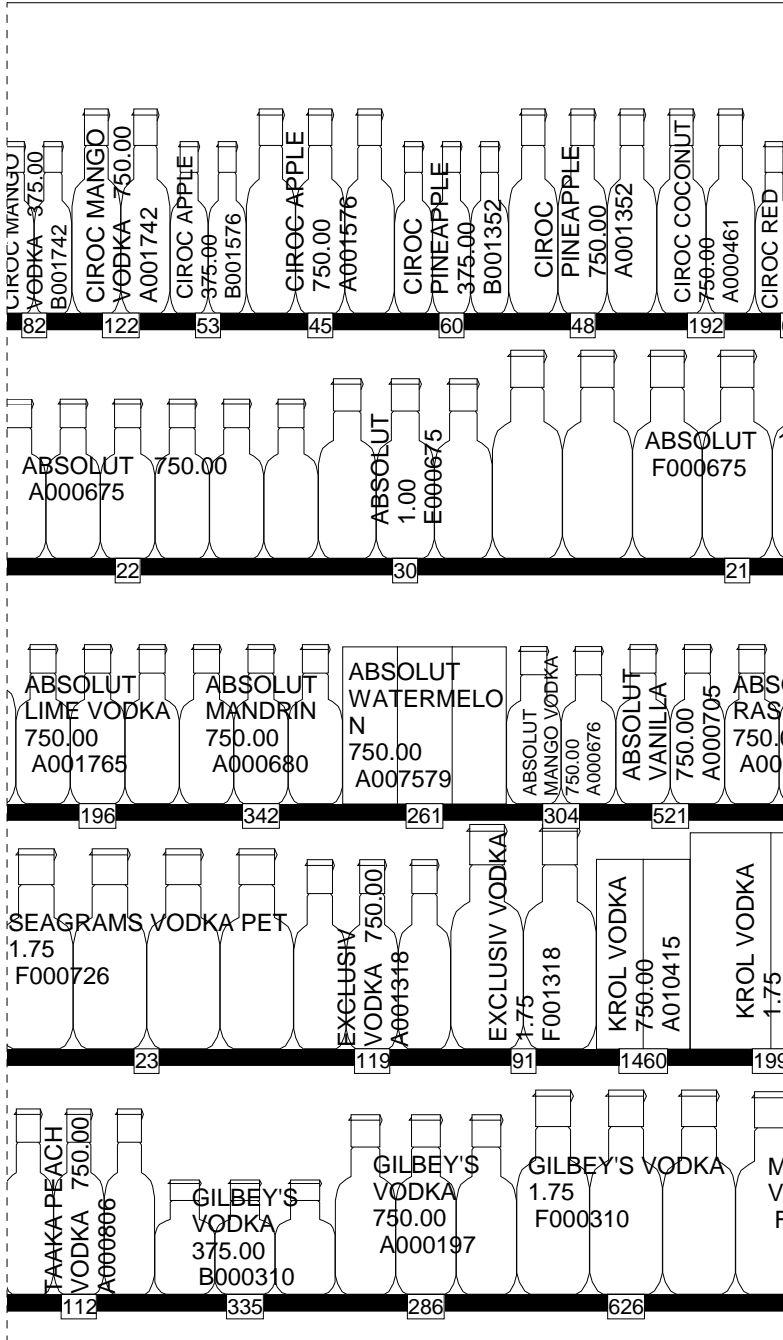 CIROC MANGO
VODKA 375.00
B001742
CIROC MANGO
VODKA 750.00
A001742
CIROC APPLE
375.00
B001576
CIROC APPLE
750.00
A001576
CIROC
PINEAPPLE
375.00
B001352
CIROC
PINEAPPLE
750.00
A001352
CIROC COCONUT
750.00
A000461
CIROC RED
82
122
53
45
60
48
192
ABSOLUT 750.00
A000675
ABSOLUT
1.00
E000675
ABSOLUT
F000675
22
30
21
ABSOLUT
LIME VODKA
750.00
A001765
ABSOLUT
MANDRIN
750.00
A000680
ABSOLUT
WATERMELO
N
750.00
A007579
ABSOLUT
MANGO VODKA
750.00
A000676
ABSOLUT
VANILLA
750.00
A000705
196
342
261
304
521
SEAGRAMS VODKA PET
1.75
F000726
EXCLUSIV
VODKA 750.00
A001318
EXCLUSIV VODKA
1.75
F001318
KROL VODKA
750.00
A010415
KROL VODKA
1.75
23
119
91
1460
199
TAAKA PEACH
VODKA 750.00
A000806
GILBEY'S
VODKA
375.00
B000310
GILBEY'S
VODKA
750.00
A000197
GILBEY'S VODKA
1.75
F000310
112
335
286
626